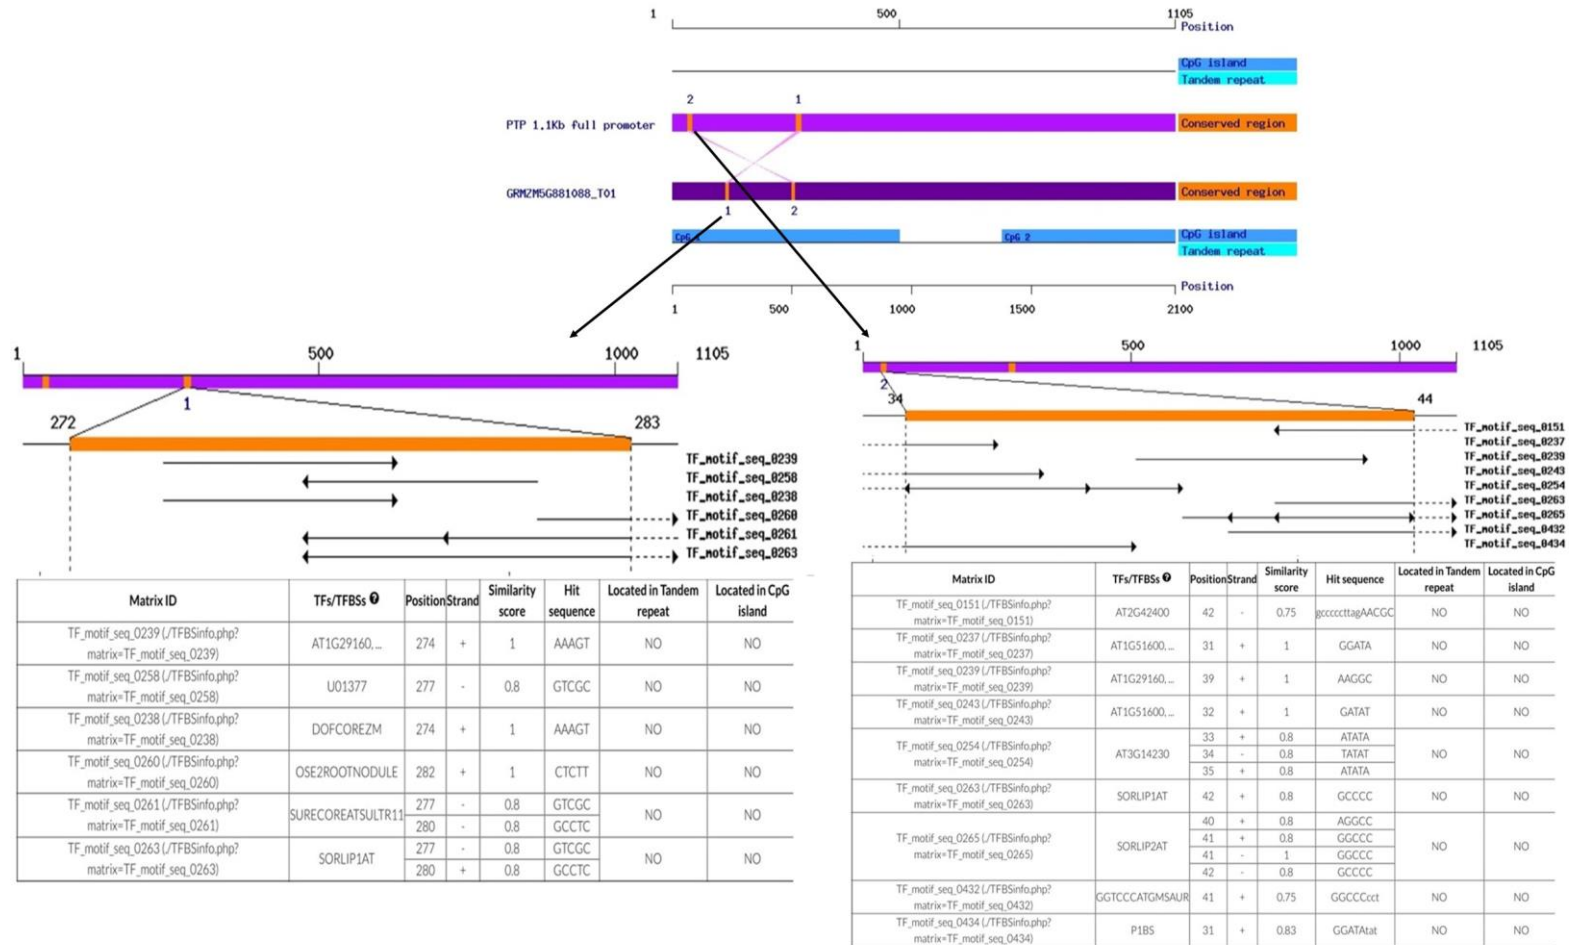 1 500 1105
Position
CpG island
Tandem repeat
2 1
PTP 1.1Kb full promoter Conserved region
GRMZM5G881088_T01 Conserved region
1 2
CpG 1 CpG 2 CpG island
Tandem repeat
Position
1 500 1000 1500 2100
1 500 1000 1105
1
272 283
TF_motif_seq_0239
TF_motif_seq_0258
TF_motif_seq_0238
TF_motif_seq_0260
TF_motif_seq_0261
TF_motif_seq_0263
Matrix ID TFs/TFBSs ? Position Strand Similarity score Hit sequence Located in Tandem repeat Located in CpG island
TF_motif_seq_0239 (./TFBSinfo.php?
matrix=TF_motif_seq_0239) AT1G29160, ... 274 + 1 AAAGT NO NO
TF_motif_seq_0258 (./TFBSinfo.php?
matrix=TF_motif_seq_0258) U01377 277 - 0.8 GTCGC NO NO
TF_motif_seq_0238 (./TFBSinfo.php?
matrix=TF_motif_seq_0238) DOFCOREZM 274 + 1 AAAGT NO NO
TF_motif_seq_0260 (./TFBSinfo.php?
matrix=TF_motif_seq_0260) OSE2ROOTNODULE 282 + 1 CTCTT NO NO
TF_motif_seq_0261 (./TFBSinfo.php?
matrix=TF_motif_seq_0261) SURECOREATSULTR11 277 - 0.8 GTCGC NO NO
280 - 0.8 GCCTC
TF_motif_seq_0263 (./TFBSinfo.php?
matrix=TF_motif_seq_0263) SORLIP1AT 277 - 0.8 GTCGC NO NO
280 + 0.8 GCCTC
1 500 1000 1105
2
34 44
TF_motif_seq_0151
TF_motif_seq_0237
TF_motif_seq_0239
TF_motif_seq_0243
TF_motif_seq_0254
TF_motif_seq_0263
TF_motif_seq_0265
TF_motif_seq_0432
TF_motif_seq_0434
Matrix ID TFs/TFBSs ? Position Strand Similarity score Hit sequence Located in Tandem repeat Located in CpG island
TF_motif_seq_0151 (./TFBSinfo.php?
matrix=TF_motif_seq_0151) AT2G42400 42 - 0.75 gcccccttagAACGC NO NO
TF_motif_seq_0237 (./TFBSinfo.php?
matrix=TF_motif_seq_0237) AT1G51600, ... 31 + 1 GGATA NO NO
TF_motif_seq_0239 (./TFBSinfo.php?
matrix=TF_motif_seq_0239) AT1G29160, ... 39 + 1 AAGGC NO NO
TF_motif_seq_0243 (./TFBSinfo.php?
matrix=TF_motif_seq_0243) AT1G51600, ... 32 + 1 GATAT NO NO
TF_motif_seq_0254 (./TFBSinfo.php?
matrix=TF_motif_seq_0254) AT3G14230 33 + 0.8 ATATA NO NO
34 - 0.8 TATAT
35 + 0.8 ATATA
TF_motif_seq_0263 (./TFBSinfo.php?
matrix=TF_motif_seq_0263) SORLIP1AT 42 + 0.8 GCCCC NO NO
TF_motif_seq_0265 (./TFBSinfo.php?
matrix=TF_motif_seq_0265) SORLIP2AT 40 + 0.8 AGGCC NO NO
41 + 0.8 GGCCC
41 - 1 GGCCC
42 - 0.8 GCCCC
TF_motif_seq_0432 (./TFBSinfo.php?
matrix=TF_motif_seq_0432) GGTCCCATGMSAUR 41 + 0.75 GGCCCcct NO NO
TF_motif_seq_0434 (./TFBSinfo.php?
matrix=TF_motif_seq_0434) P1BS 31 + 0.83 GGATAtat NO NO